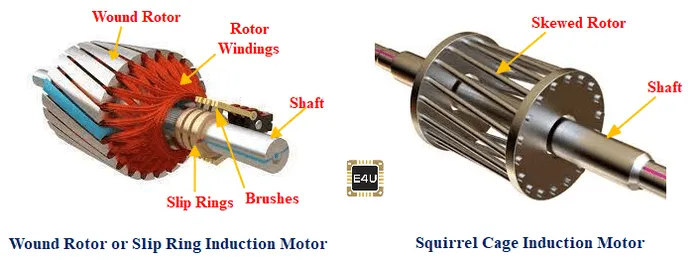 Wound Rotor
Rotor
Windings
Shaft
Slip Rings
Brushes
Skewed Rotor
Shaft
E4U
Wound Rotor or Slip Ring Induction Motor
Squirrel Cage Induction Motor